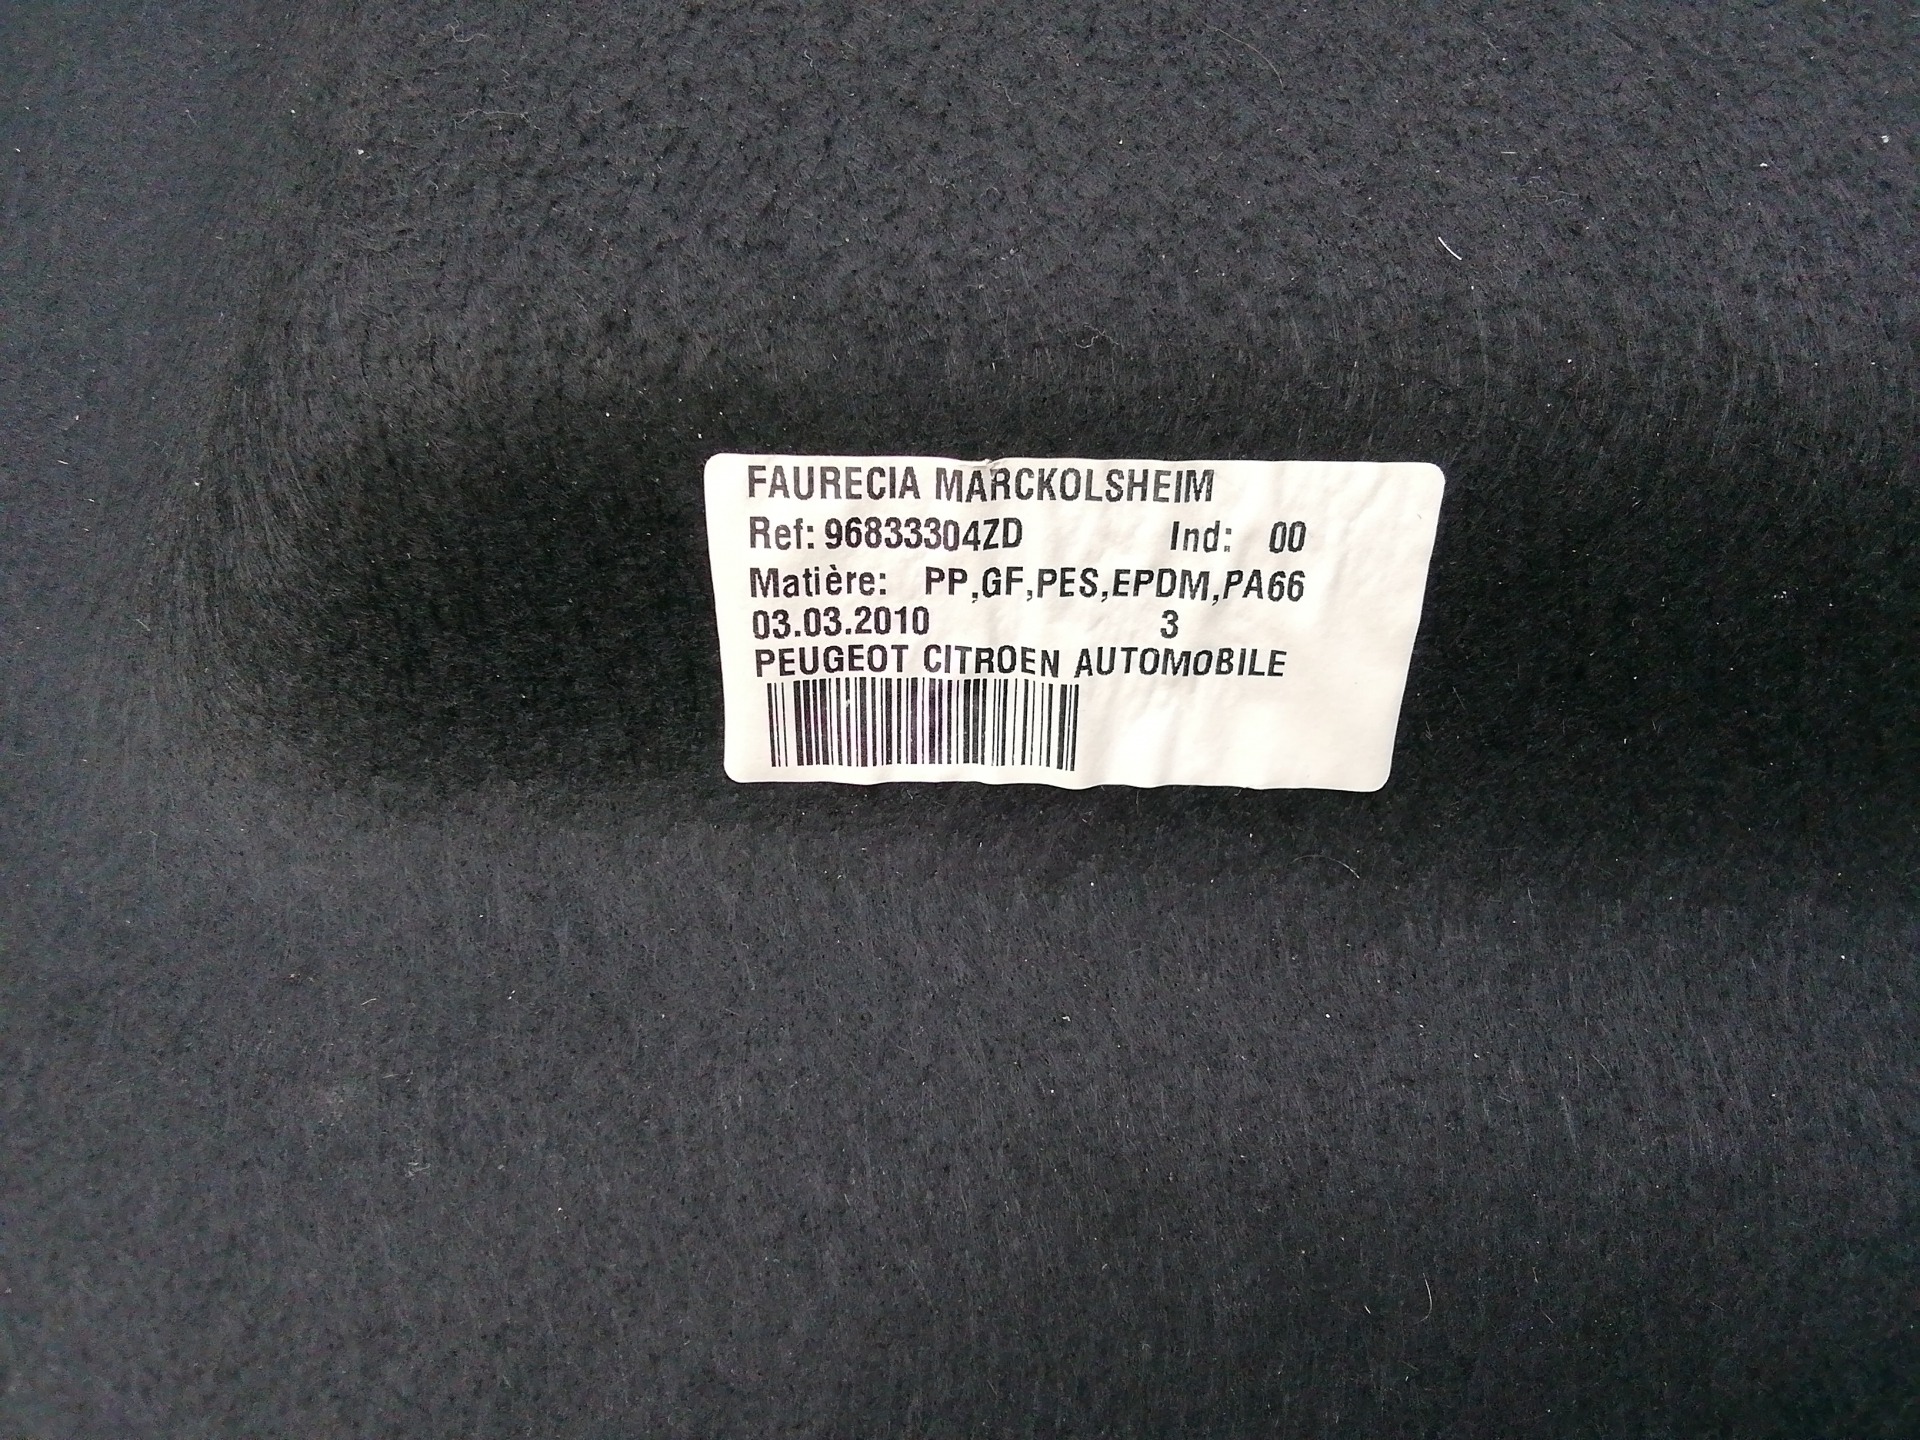 FAURECIA MARCKOLSHEIM
Ref: 96833304ZD Ind: 00
Matière: PP,GF,PES,EPDM,PA66
03.03.2010 3
PEUGEOT CITROEN AUTOMOBILE